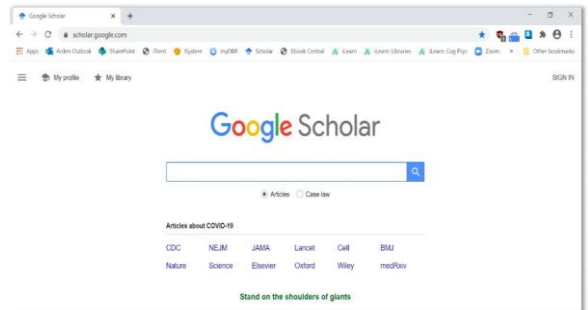 Google Scholar
scholar.google.com
Apps Arden Outlook SharePoint iTent iSystem myDBR Scholar Ebook Central iLearn iLearn Libraries iLearn Cog Psyc Zoom » Other bookmarks
My profile My library SIGN IN
Google Scholar
Articles Case law
Articles about COVID-19
CDC NEJM JAMA Lancet Cell BMJ
Nature Science Elsevier Oxford Wiley medRxiv
Stand on the shoulders of giants